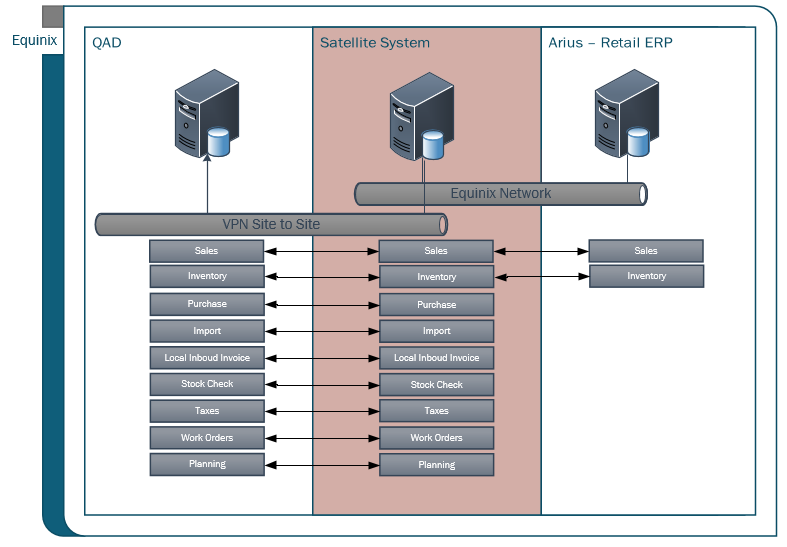 Equinix
QAD
Satellite System
Arius – Retail ERP
Equinix Network
VPN Site to Site
Sales
Sales
Sales
Inventory
Inventory
Inventory
Purchase
Purchase
Import
Import
Local Inboud Invoice
Local Inboud Invoice
Stock Check
Stock Check
Taxes
Taxes
Work Orders
Work Orders
Planning
Planning